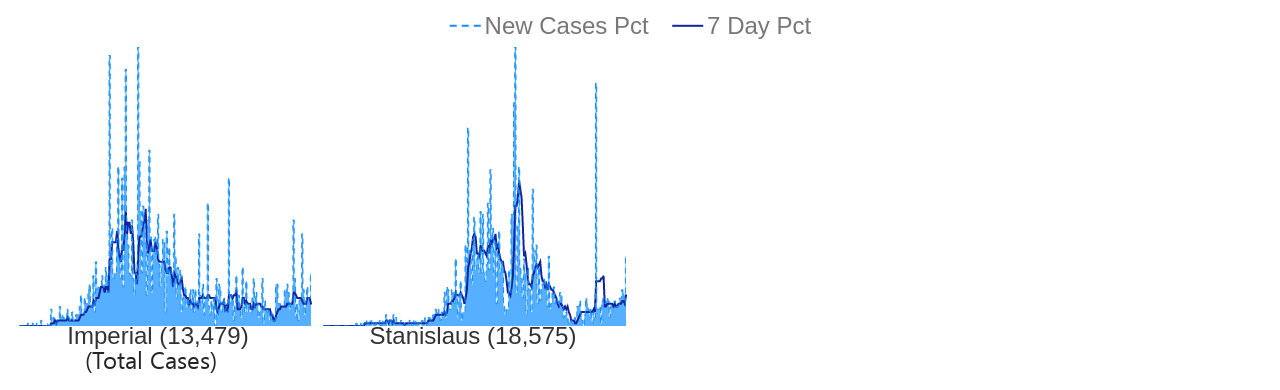 New Cases Pct 7 Day Pct
Imperial (13,479) Stanislaus (18,575)
(Total Cases)